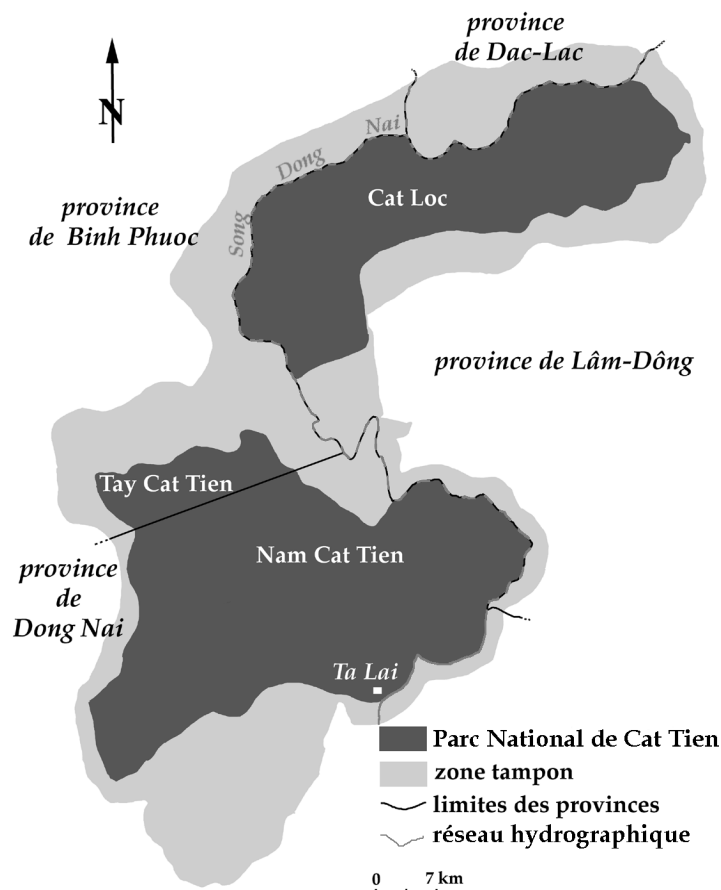 province
de Dac-Lac
N
Song Dong Nai
Cat Loc
province
de Binh Phuoc
province de Lâm-Dông
Tay Cat Tien
Nam Cat Tien
province
de
Dong Nai
Ta Lai
Parc National de Cat Tien
zone tampon
limites des provinces
réseau hydrographique
0 7 km